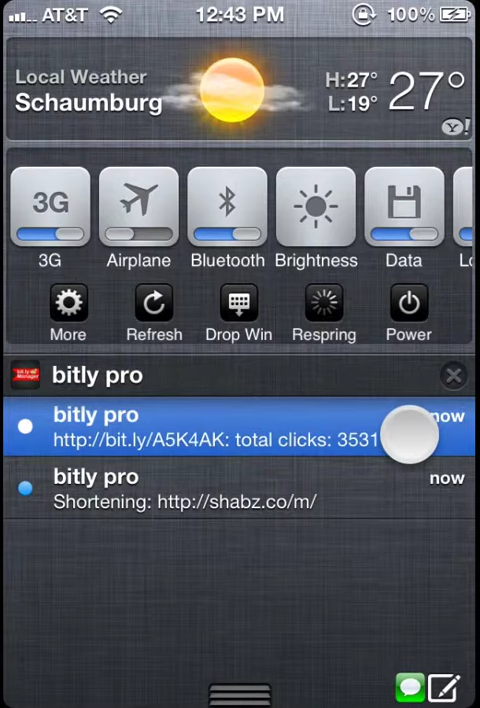 AT&T 12:43 PM 100%
Local Weather
Schaumburg
H:27°
L:19°
27°
Y!
3G
3G Airplane Bluetooth Brightness Data
More Refresh Drop Win Respring Power
bitly pro
bitly pro now
http://bit.ly/A5K4AK: total clicks: 3531
bitly pro now
Shortening: http://shabz.co/m/